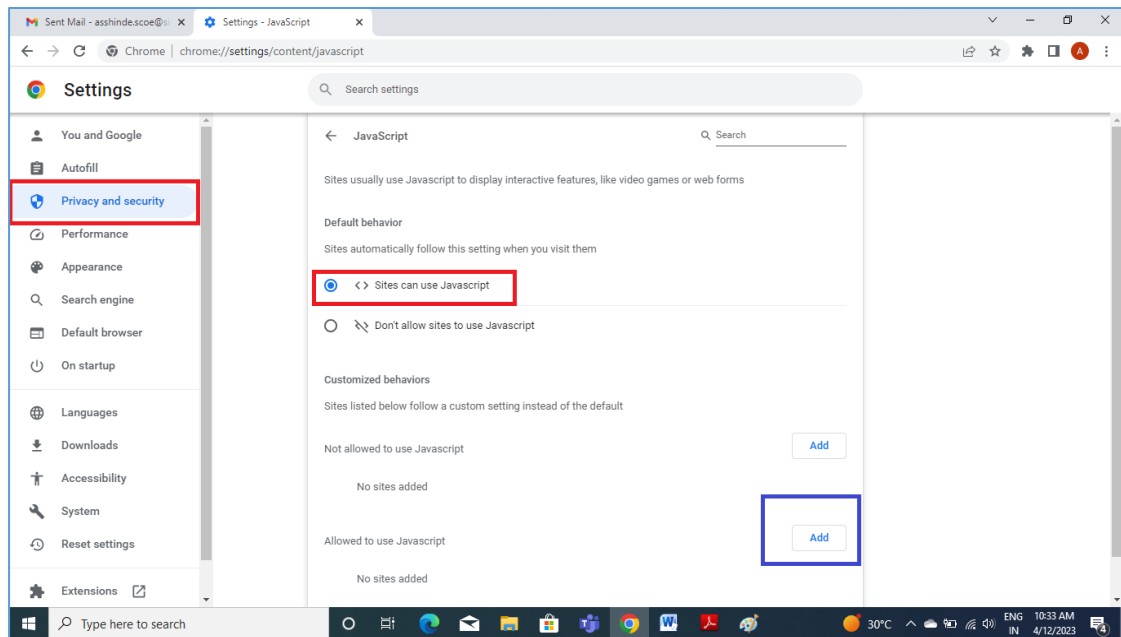 Sent Mail - asshinde.scoe@si
Settings - JavaScript
Chrome | chrome://settings/content/javascript
A
Settings
Search settings
You and Google
Autofill
Privacy and security
Performance
Appearance
Search engine
Default browser
On startup
Languages
Downloads
Accessibility
System
Reset settings
Extensions
JavaScript
Search
Sites usually use Javascript to display interactive features, like video games or web forms
Default behavior
Sites automatically follow this setting when you visit them
Sites can use Javascript
Don't allow sites to use Javascript
Customized behaviors
Sites listed below follow a custom setting instead of the default
Not allowed to use Javascript
Add
No sites added
Allowed to use Javascript
Add
No sites added
Type here to search
30°C
ENG
IN
10:33 AM
4/12/2023
4